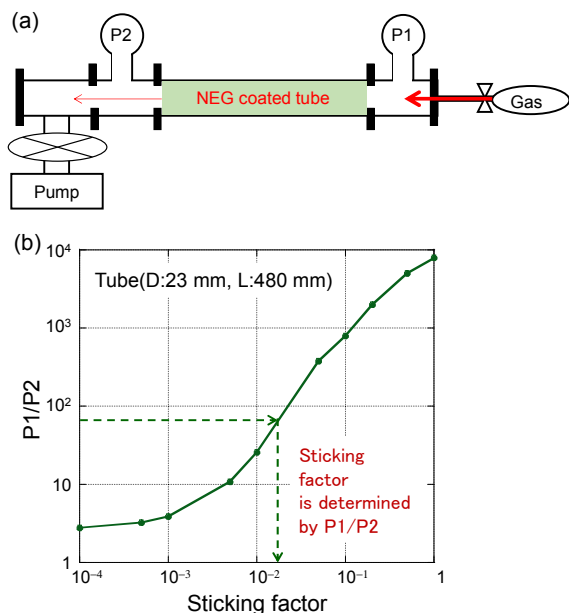 (a)
P2
P1
NEG coated tube
Gas
Pump
(b)
10⁴
Tube(D:23 mm, L:480 mm)
10³
P1/P2
10²
Sticking
factor
is determined
by P1/P2
10
1
10⁻⁴ 10⁻³ 10⁻² 10⁻¹ 1
Sticking factor